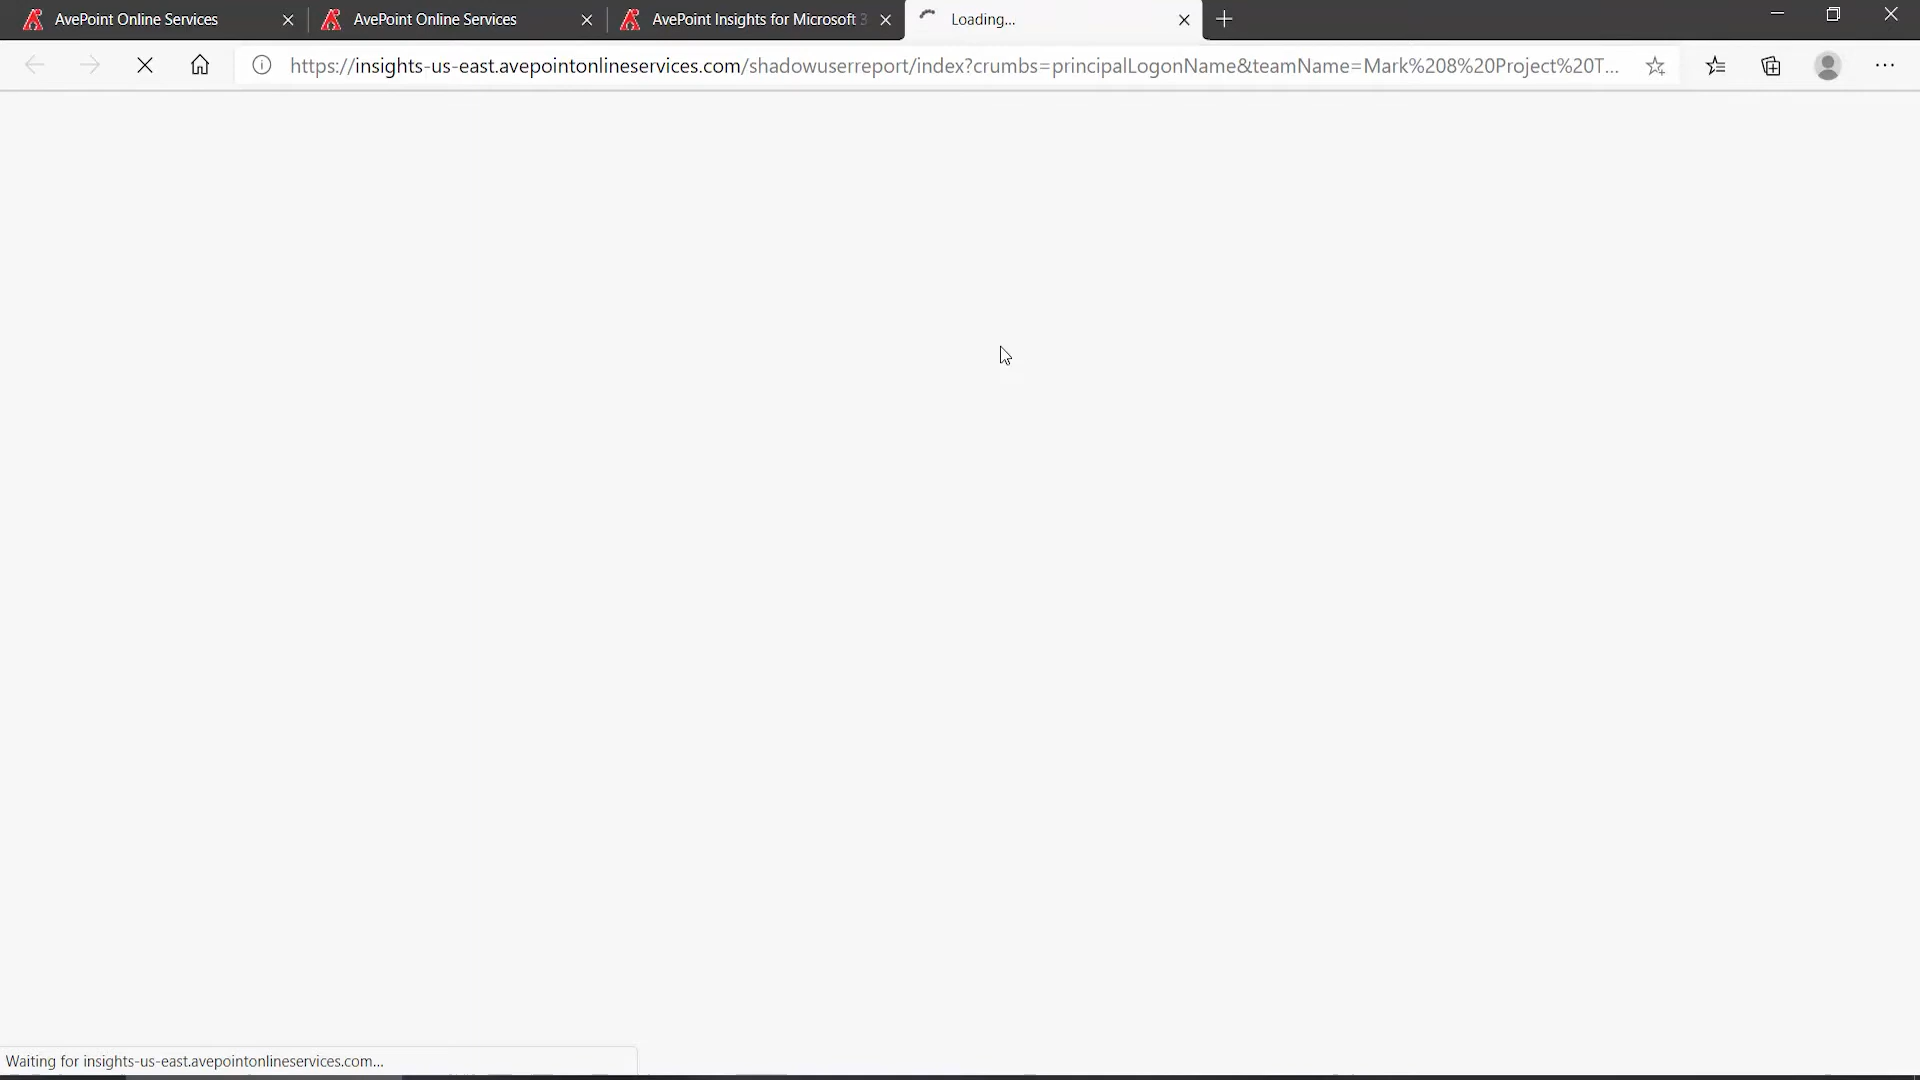 AvePoint Online Services
AvePoint Online Services
AvePoint Insights for Microsoft 3
Loading...
https://insights-us-east.avepointonlineservices.com/shadowuserreport/index?crumbs=principalLogonName&teamName=Mark%208%20Project%20T...
Waiting for insights-us-east.avepointonlineservices.com...